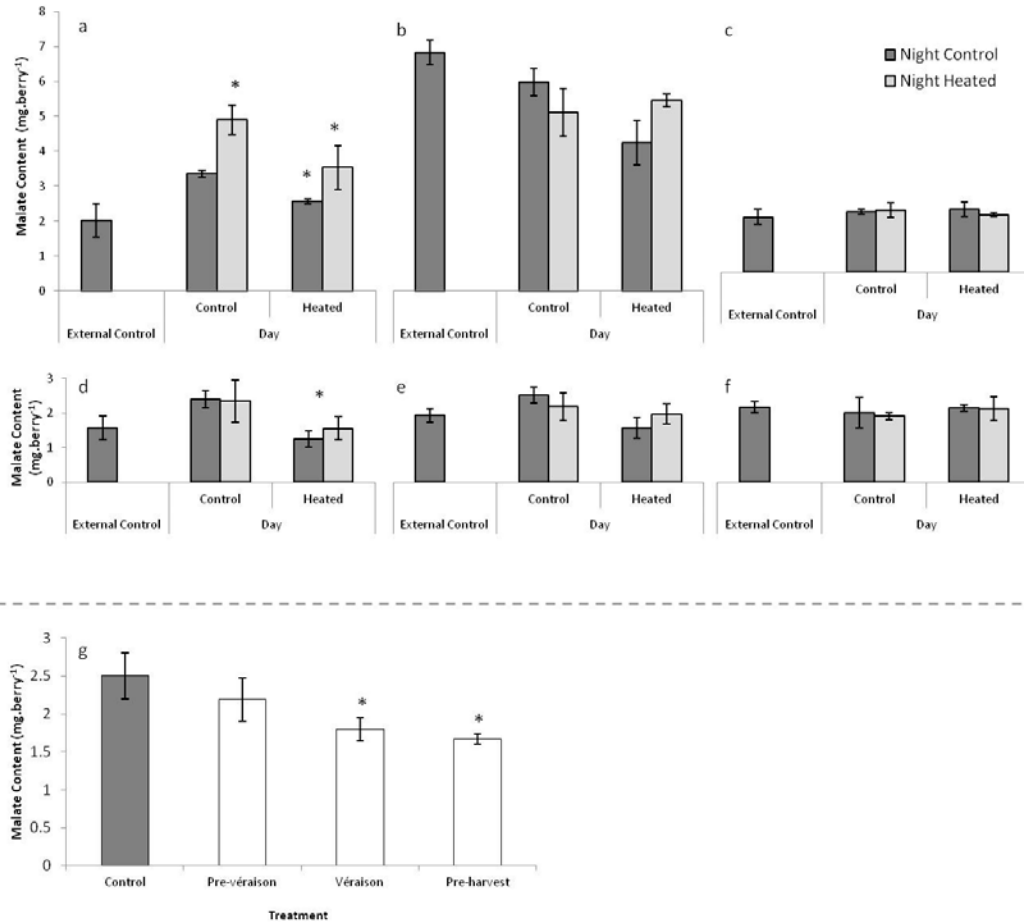 a
b
c
Night Control
Night Heated
Malate Content (mg.berry-1)
8
7
6
5
4
3
2
1
0
*
*
*
Control Heated
External Control Day
Control Heated
External Control Day
Control Heated
External Control Day
d
e
f
Malate Content
(mg.berry-1)
3
2
1
0
*
Control Heated
External Control Day
Control Heated
External Control Day
Control Heated
External Control Day
g
Malate Content (mg.berry-1)
3
2.5
2
1.5
1
0.5
0
*
*
Control Pre-véraison Véraison Pre-harvest
Treatment